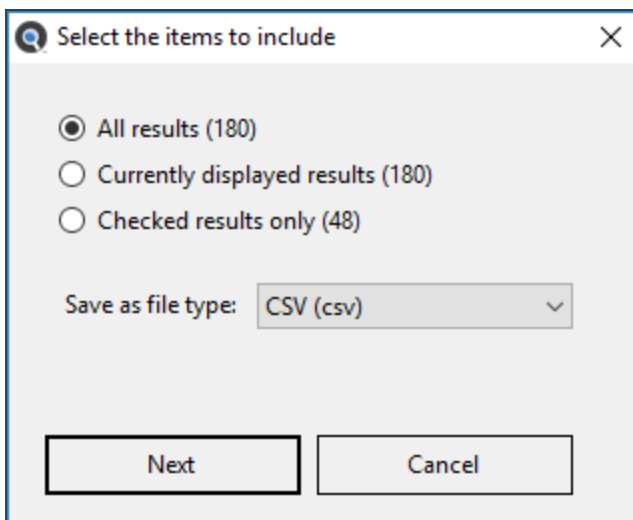 Select the items to include
All results (180)
Currently displayed results (180)
Checked results only (48)
Save as file type: CSV (csv)
Next Cancel